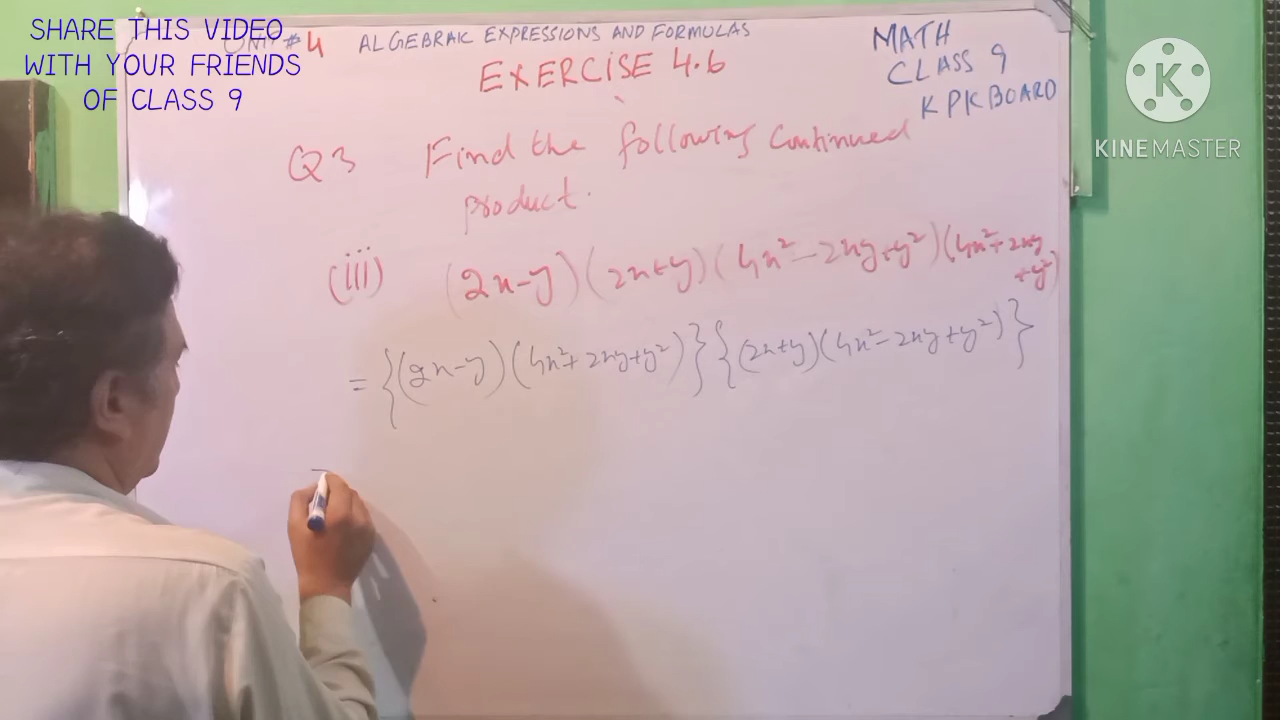 SHARE THIS VIDEO
WITH YOUR FRIENDS
OF CLASS 9
UNIT # 4 ALGEBRAIC EXPRESSIONS AND FORMULAS
EXERCISE 4.6
MATH
CLASS 9
KPK BOARD
K
KINEMASTER
Q3 Find the following continued
product.
(iii) (2x-y)(2x+y)(4x²-2xy+y²)(4x²+2xy
+y²)
= {(2x-y)(4x²+2xy+y²)}{(2x+y)(4x²-2xy+y²)}